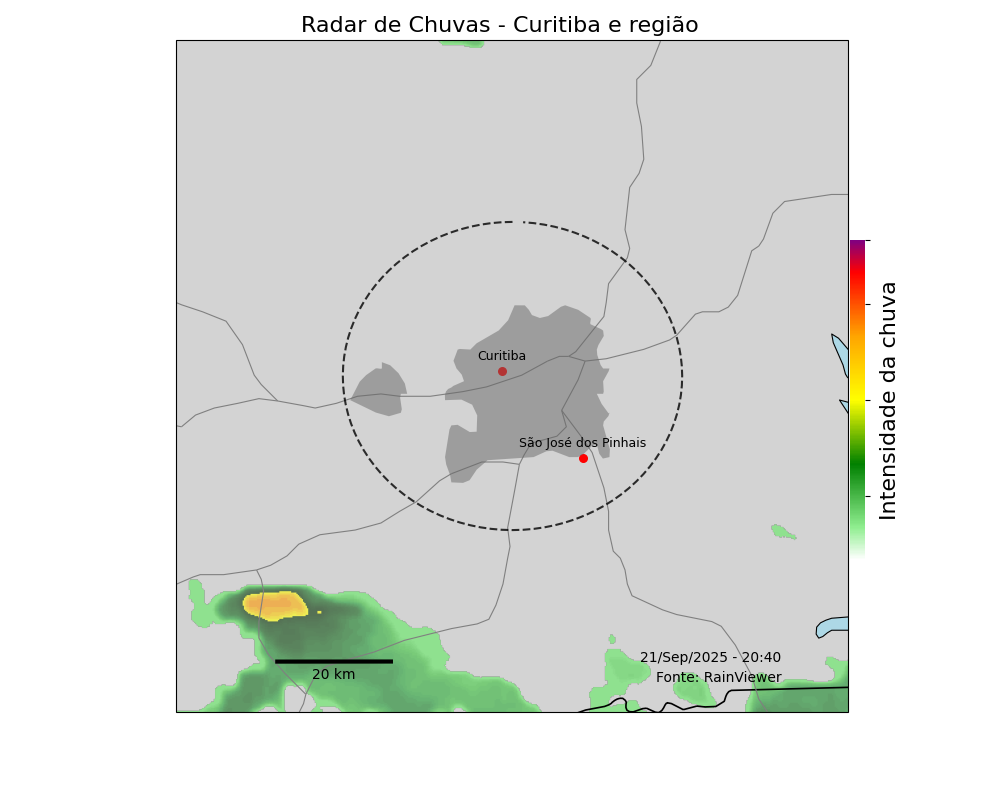 Radar de Chuvas - Curitiba e região
Curitiba
São José dos Pinhais
Intensidade da chuva
21/Sep/2025 - 20:40
Fonte: RainViewer
20 km